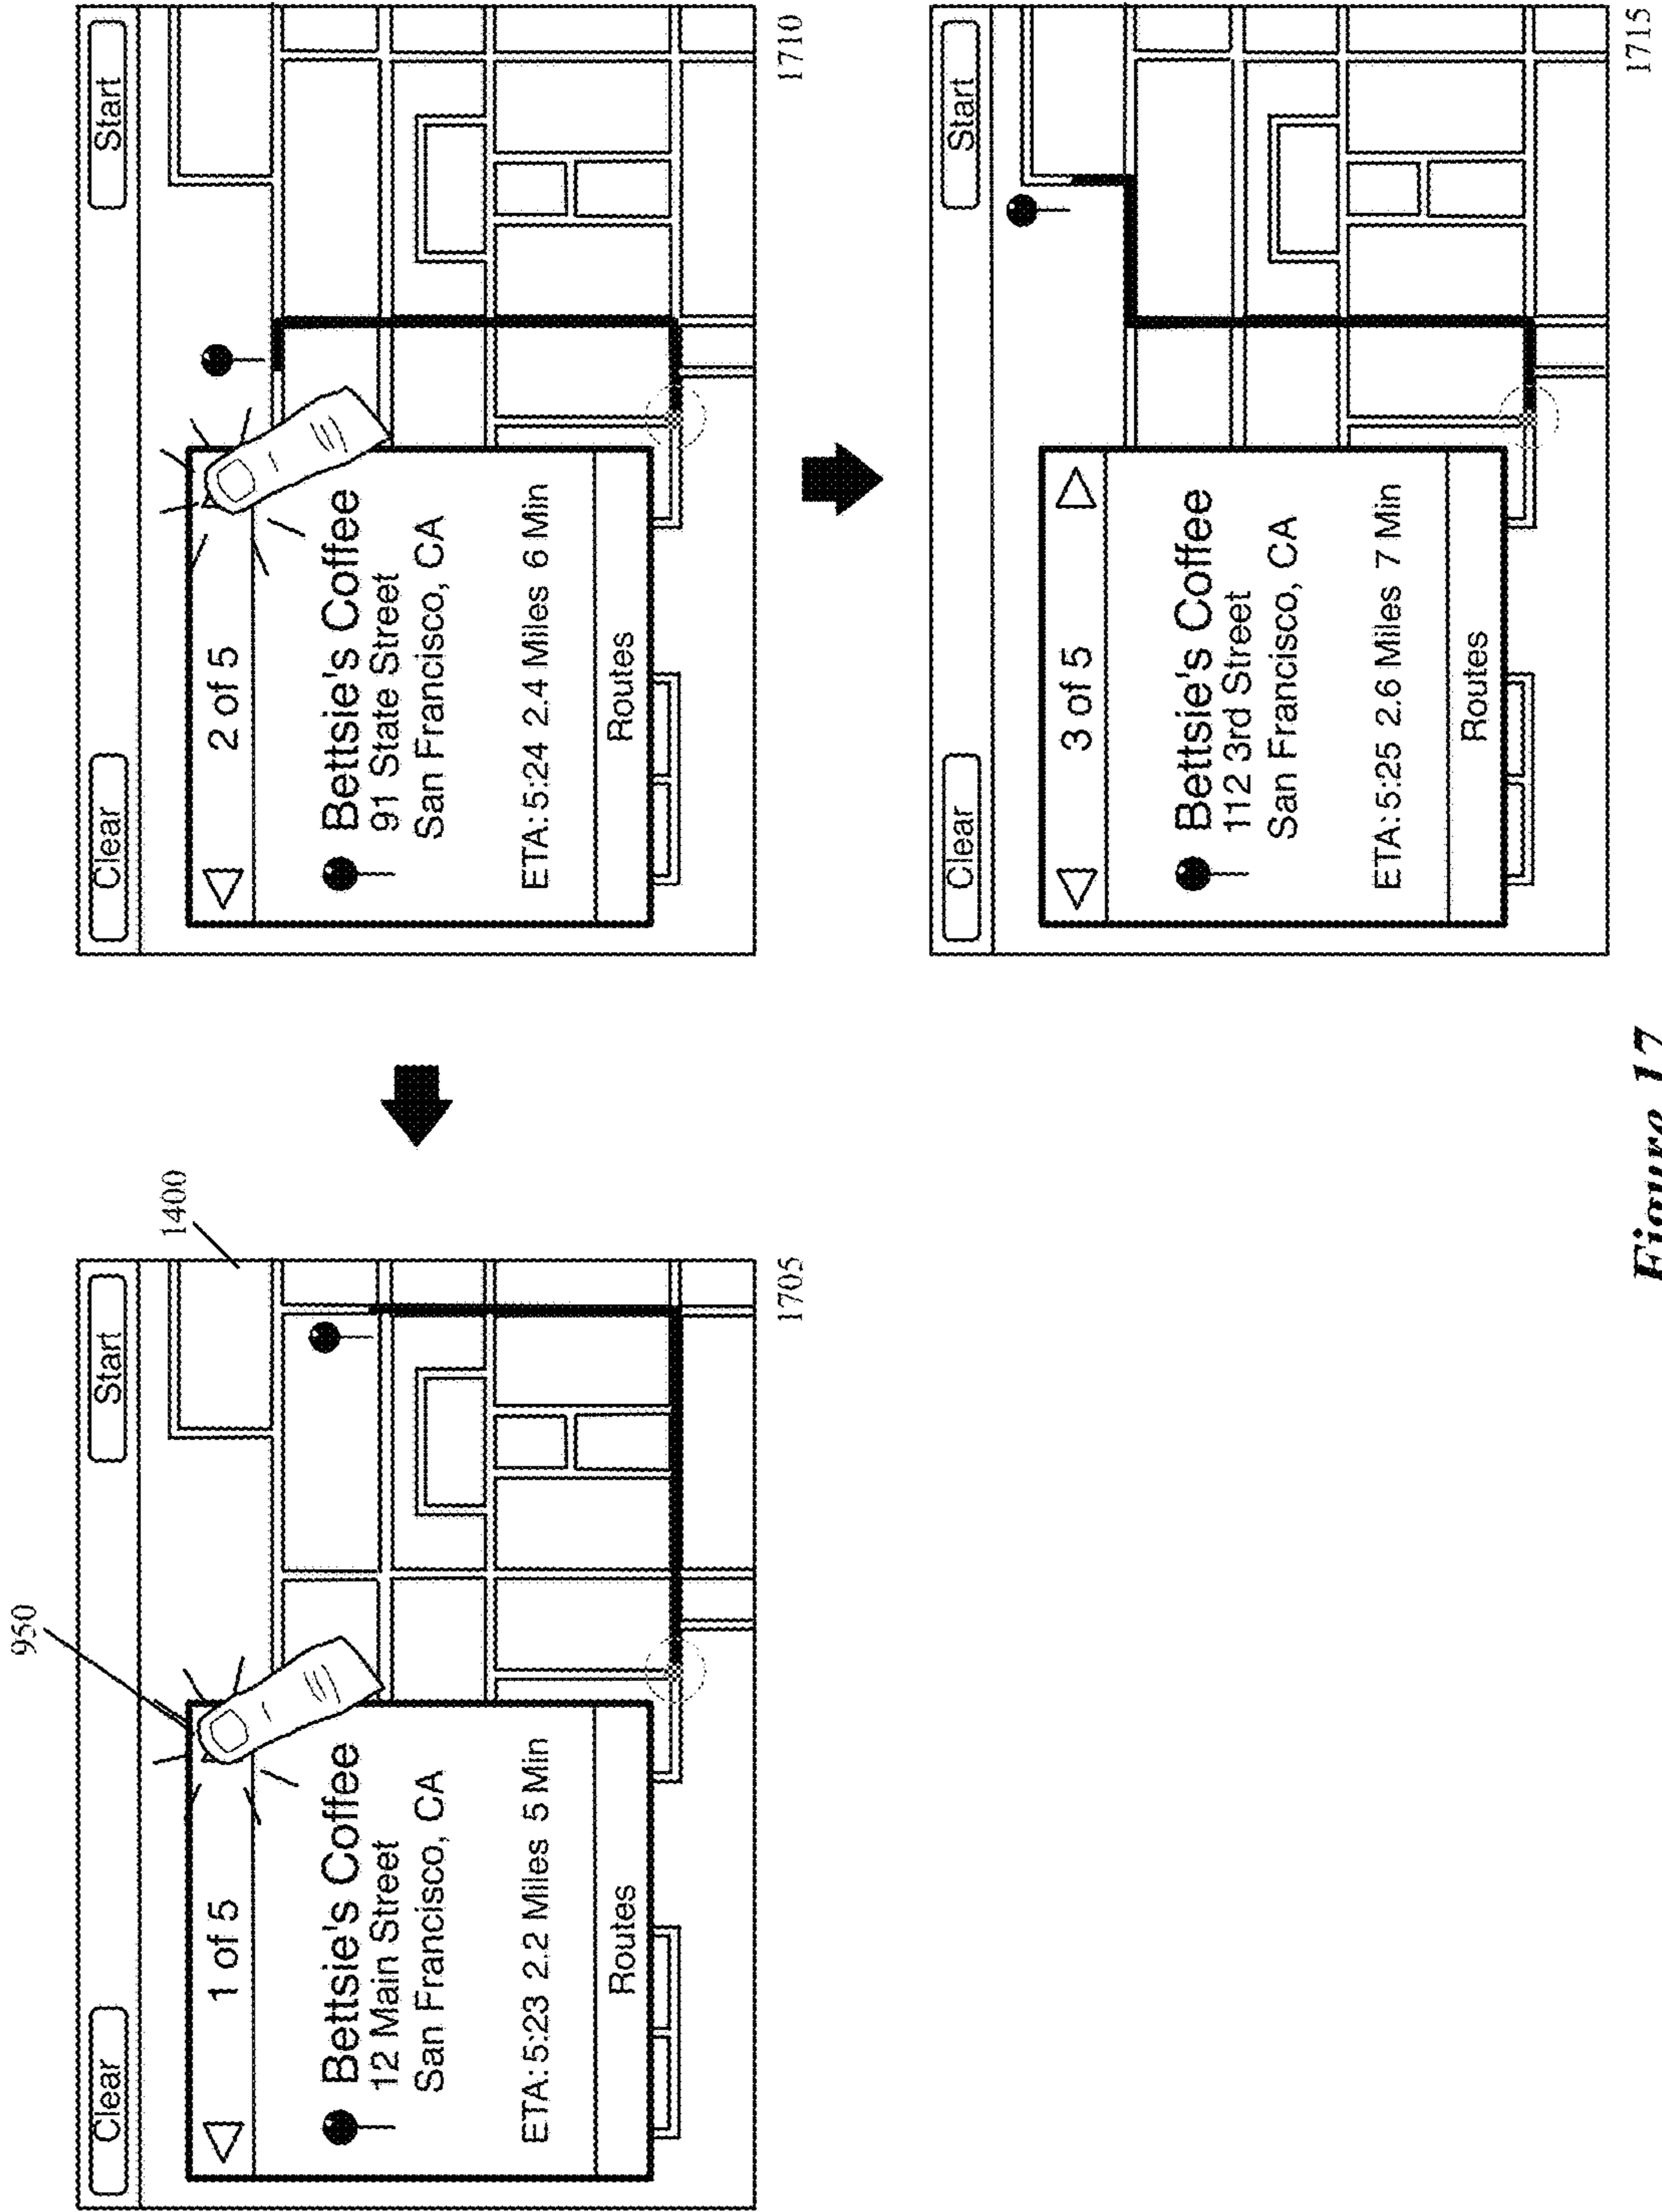 950
1400
Clear
Start
1 of 5
Bettsie's Coffee
12 Main Street
San Francisco, CA
ETA: 5:23 2.2 Miles 5 Min
Routes
1705
Clear
Start
2 of 5
Bettsie's Coffee
91 State Street
San Francisco, CA
ETA: 5:24 2.4 Miles 6 Min
Routes
1710
Clear
Start
3 of 5
Bettsie's Coffee
112 3rd Street
San Francisco, CA
ETA: 5:25 2.6 Miles 7 Min
Routes
1715
Figure 17